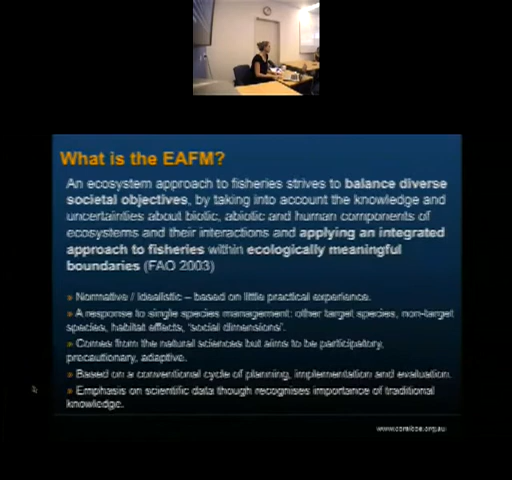 What is the EAFM?
An ecosystem approach to fisheries strives to balance diverse
societal objectives, by taking into account the knowledge and
uncertainties about biotic, abiotic and human components of
ecosystems and their interactions and applying an integrated
approach to fisheries within ecologically meaningful
boundaries (FAO 2003)
» Normative / Idealistic – based on little practical experience.
» A response to single species management: other target species, non-target
species, habitat effects, 'social dimensions'.
» Comes from the natural sciences but aims to be participatory,
precautionary, adaptive.
» Based on a conventional cycle of planning, implementation and evaluation.
» Emphasis on scientific data though recognises importance of traditional
knowledge.
www.coralcoe.org.au